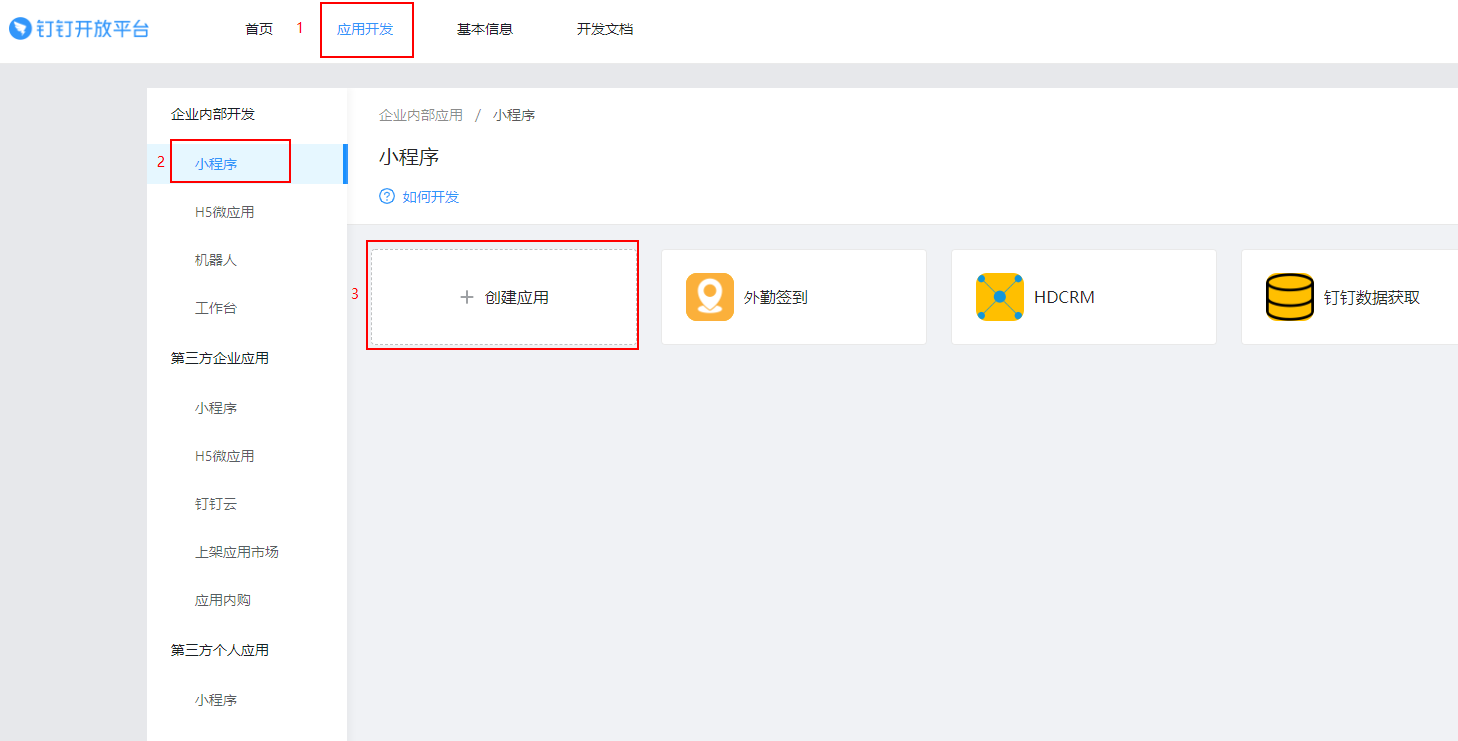 钉钉开放平台
首页
1
应用开发
基本信息
开发文档
企业内部开发
2
小程序
H5微应用
机器人
工作台
第三方企业应用
小程序
H5微应用
钉钉云
上架应用市场
应用内购
第三方个人应用
小程序
企业内部应用 / 小程序
小程序
? 如何开发
3
+ 创建应用
外勤签到
HDCRM
钉钉数据获取